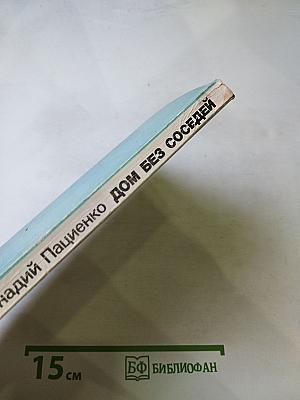 надий Пациенко ДОМ БЕЗ СОСЕДЕЙ
15 см
БФ БИБЛИОФАН